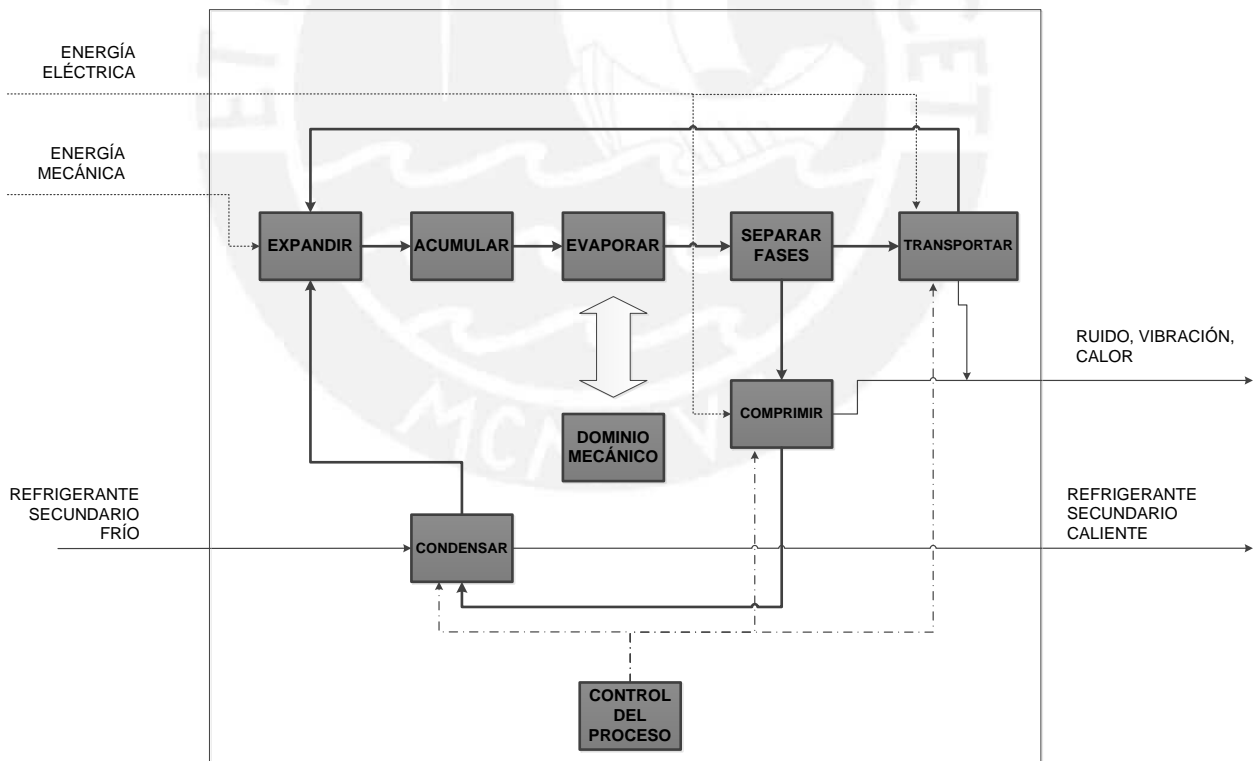 ENERGÍA
ELÉCTRICA
ENERGÍA
MECÁNICA
EXPANDIR
ACUMULAR
EVAPORAR
SEPARAR
FASES
TRANSPORTAR
RUIDO, VIBRACIÓN,
CALOR
COMPRIMIR
DOMINIO
MECÁNICO
REFRIGERANTE
SECUNDARIO
FRÍO
CONDENSAR
REFRIGERANTE
SECUNDARIO
CALIENTE
CONTROL
DEL
PROCESO